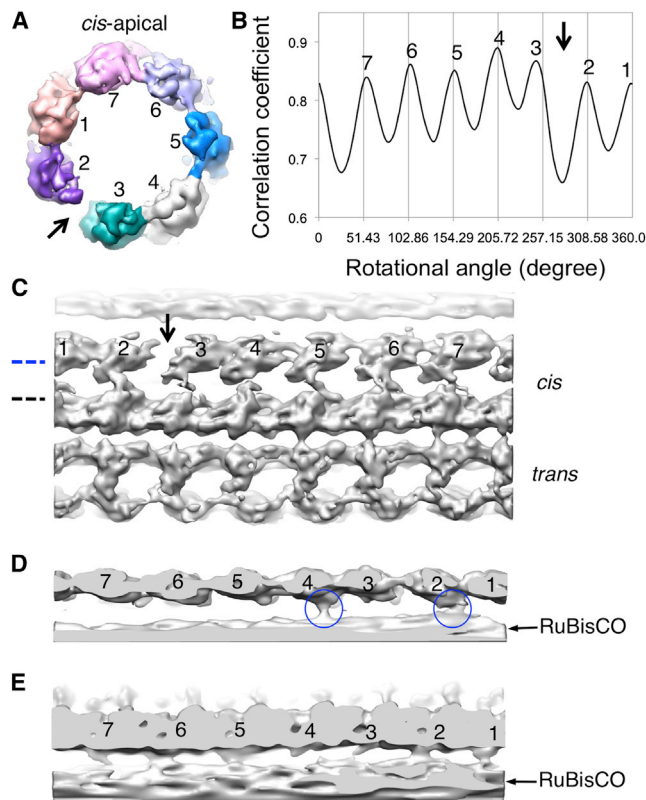 A
cis-apical
7
6
1
5
2
4
3
B
Correlation coefficient
0.9
0.8
0.7
0.6
7
6
5
4
3
2
1
0 51.43 102.86 154.29 205.72 257.15 308.58 360.0
Rotational angle (degree)
C
1 2 3 4 5 6 7
cis
trans
D
7 6 5 4 3 2 1
RuBisCO
E
7 6 5 4 3 2 1
RuBisCO